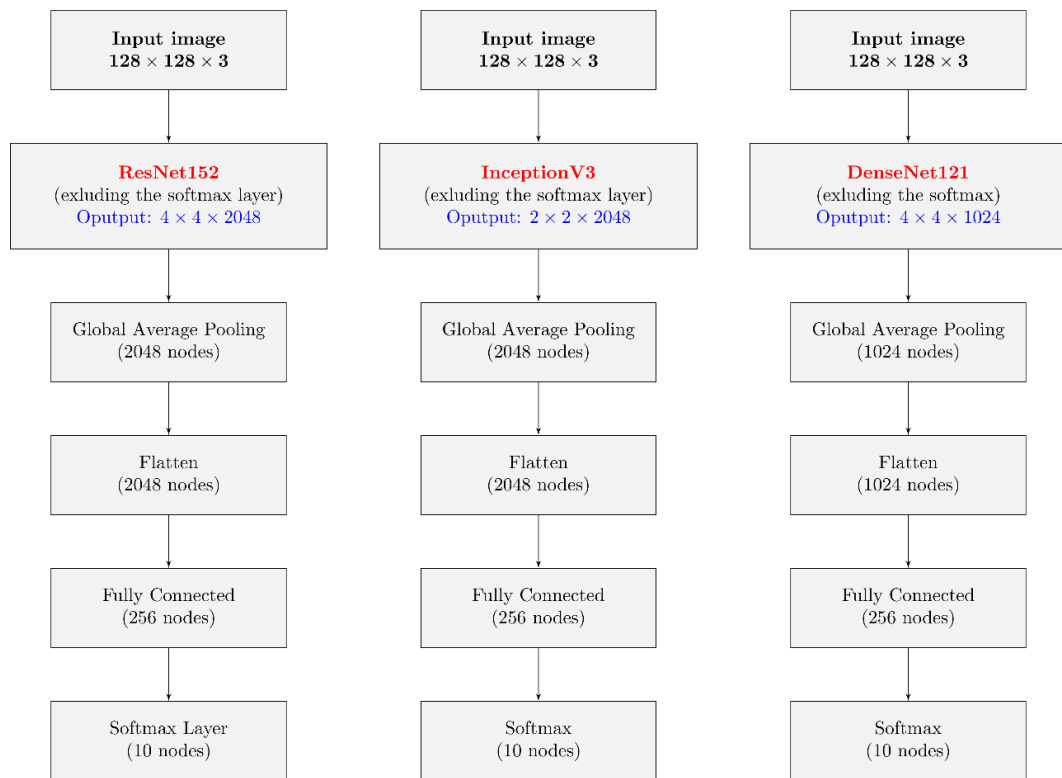 Input image
128 × 128 × 3
ResNet152
(exluding the softmax layer)
Oputput: 4 × 4 × 2048
Global Average Pooling
(2048 nodes)
Flatten
(2048 nodes)
Fully Connected
(256 nodes)
Softmax Layer
(10 nodes)
Input image
128 × 128 × 3
InceptionV3
(exluding the softmax layer)
Oputput: 2 × 2 × 2048
Global Average Pooling
(2048 nodes)
Flatten
(2048 nodes)
Fully Connected
(256 nodes)
Softmax
(10 nodes)
Input image
128 × 128 × 3
DenseNet121
(exluding the softmax)
Oputput: 4 × 4 × 1024
Global Average Pooling
(1024 nodes)
Flatten
(1024 nodes)
Fully Connected
(256 nodes)
Softmax
(10 nodes)